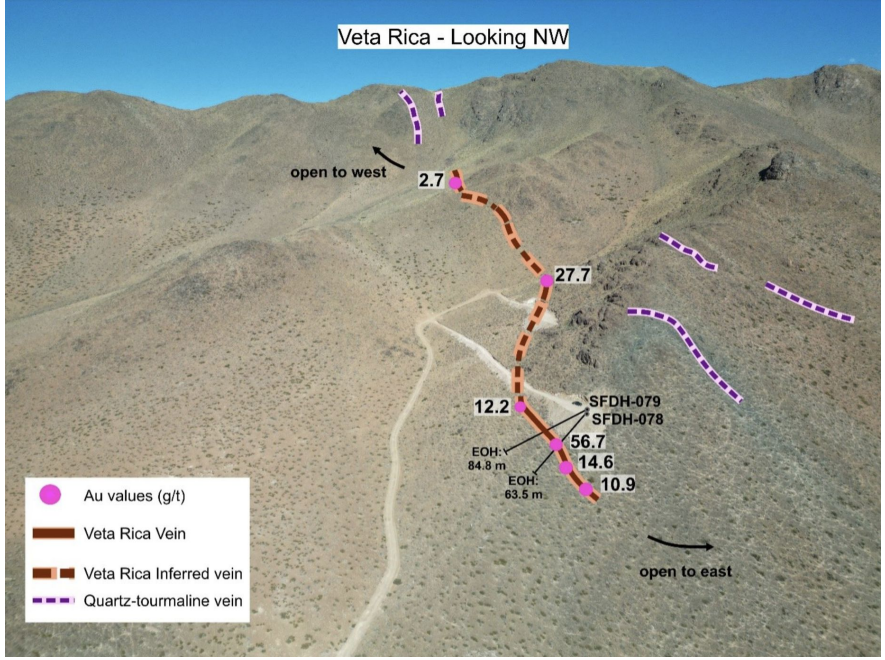 Veta Rica - Looking NW
open to west
2.7
27.7
12.2
SFDH-079
SFDH-078
56.7
EOH:
84.8 m
14.6
EOH:
63.5 m
10.9
open to east
Au values (g/t)
Veta Rica Vein
Veta Rica Inferred vein
Quartz-tourmaline vein